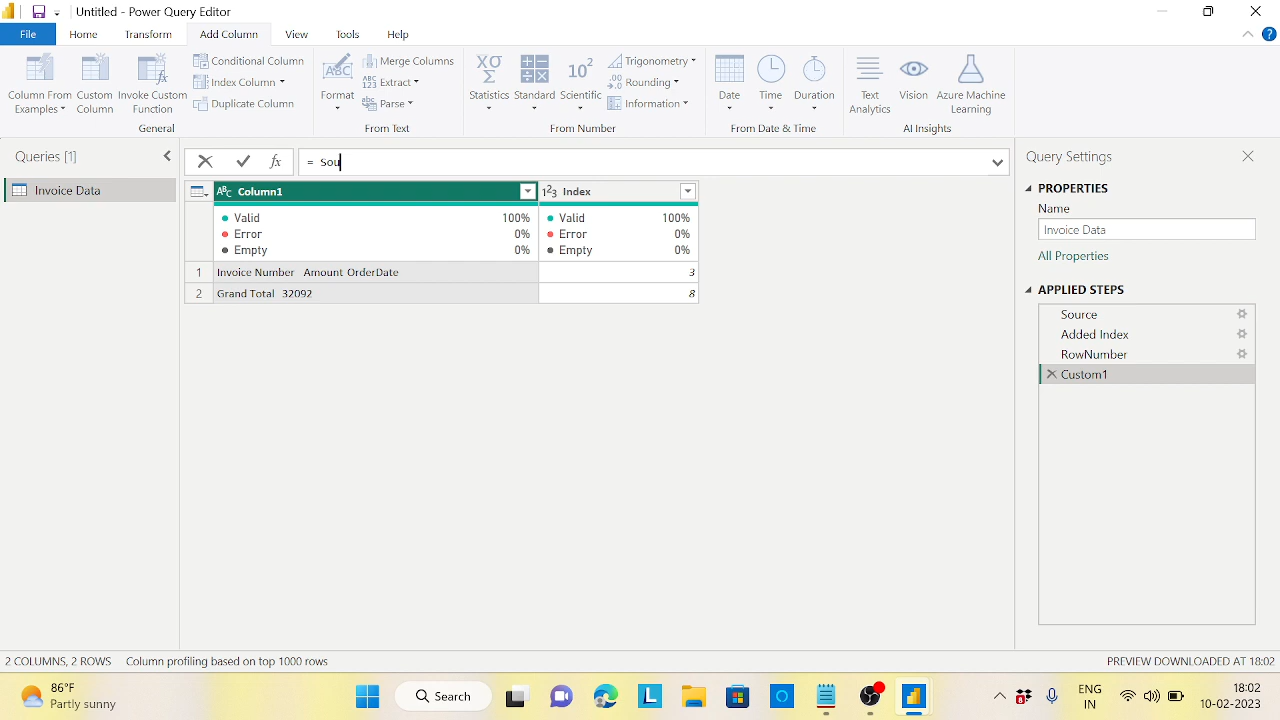 Untitled - Power Query Editor
File Home Transform Add Column View Tools Help
Column From Examples
Custom Column
Invoke Custom Function
Conditional Column
Index Column
Duplicate Column
General
Format
Merge Columns
Extract
Parse
From Text
Statistics
Standard
Scientific
Trigonometry
Rounding
Information
From Number
Date
Time
Duration
From Date & Time
Text Analytics
Vision
Azure Machine Learning
AI Insights
Queries [1]
Invoice Data
= Sou
Column1 Index
Valid 100% Valid 100%
Error 0% Error 0%
Empty 0% Empty 0%
1 Invoice Number Amount OrderDate 3
2 Grand Total 32092 8
Query Settings
PROPERTIES
Name
Invoice Data
All Properties
APPLIED STEPS
Source
Added Index
RowNumber
Custom1
2 COLUMNS, 2 ROWS Column profiling based on top 1000 rows PREVIEW DOWNLOADED AT 18:02
86°F
Partly sunny
Search
ENG
IN
18:02
10-02-2023